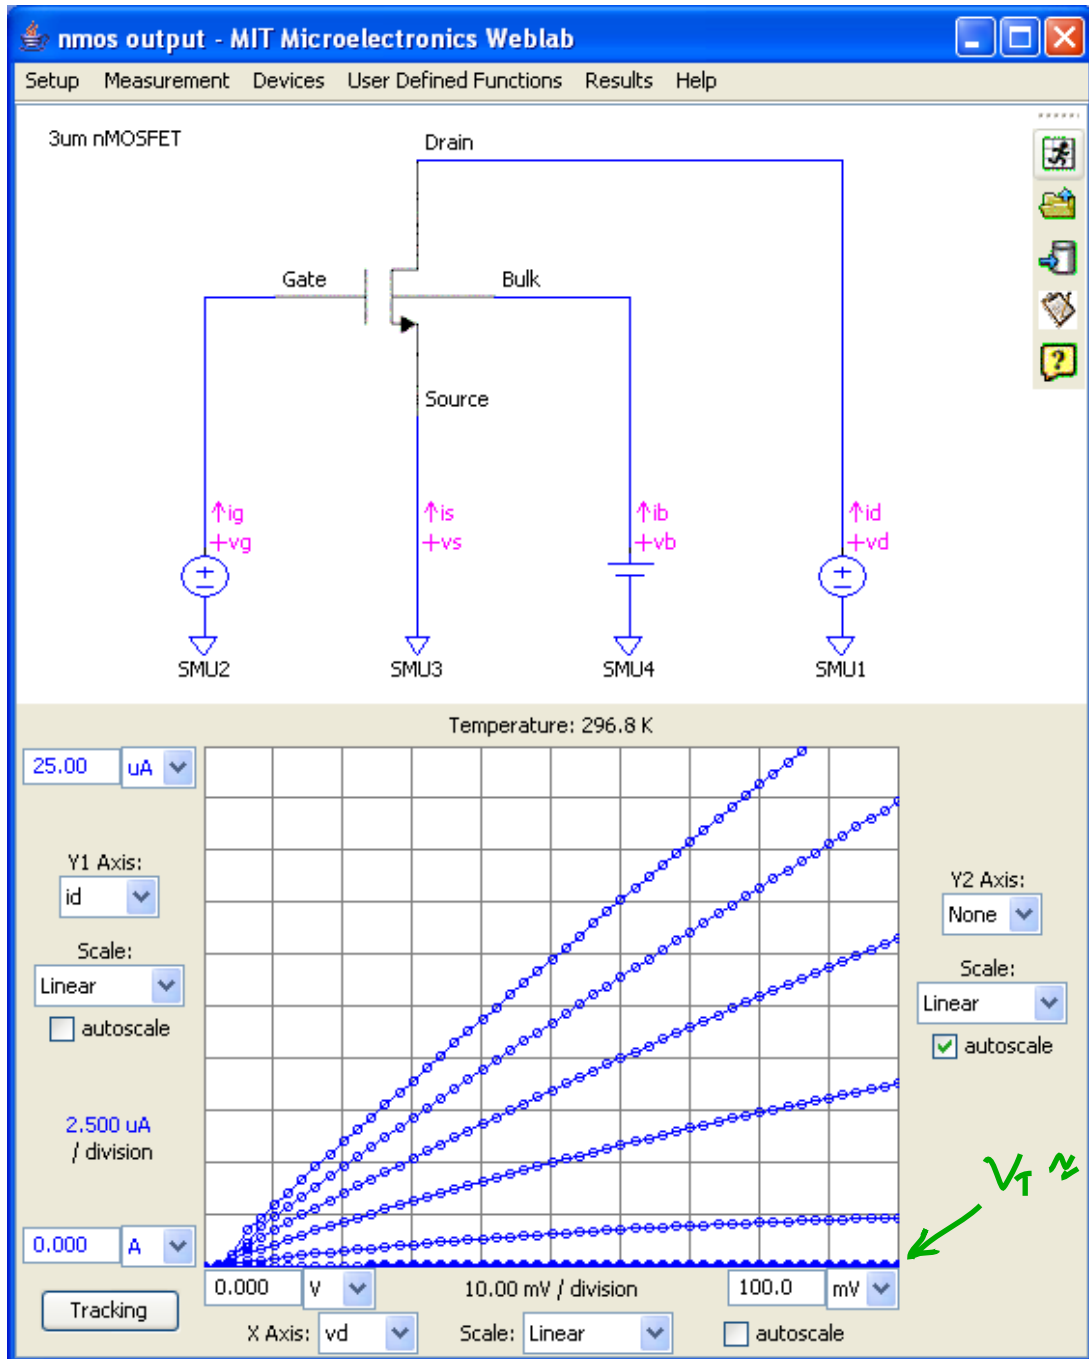 nmos output - MIT Microelectronics Weblab
Setup Measurement Devices User Defined Functions Results Help
3um nMOSFET
Drain
Gate
Bulk
Source
ig
+vg
is
+vs
ib
+vb
id
+vd
SMU2
SMU3
SMU4
SMU1
Temperature: 296.8 K
25.00 uA
Y1 Axis:
id
Scale:
Linear
autoscale
2.500 uA
/ division
0.000 A
Tracking
0.000 V
10.00 mV / division
100.0 mV
X Axis: vd
Scale: Linear
autoscale
Y2 Axis:
None
Scale:
Linear
autoscale
VT ≈